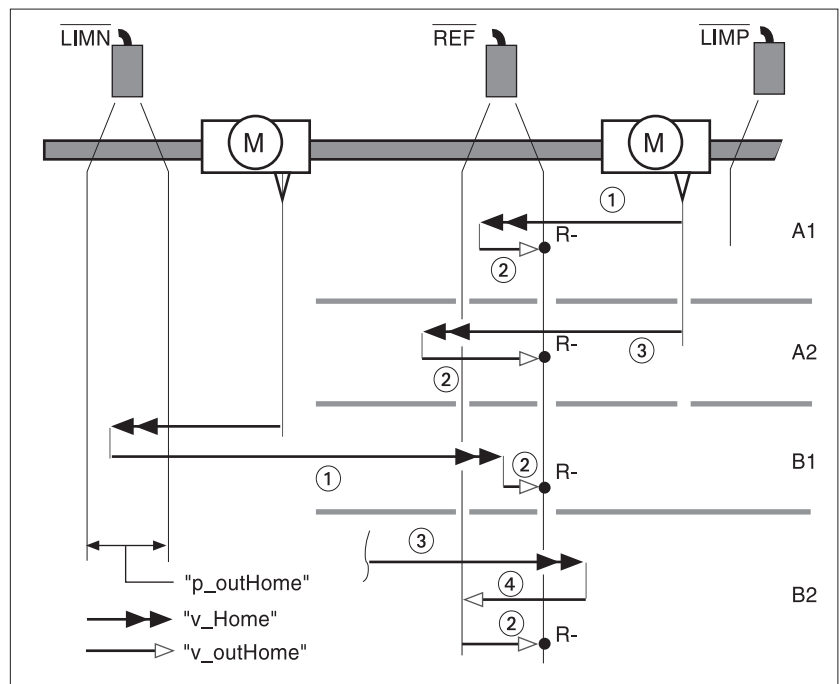 LIMN REF LIMP
M M
1
R- A1
2
R-
3 A2
2
2
R- B1
1
3
"p_outHome" 4 B2
"v_Home"
2 R-
"v_outHome"